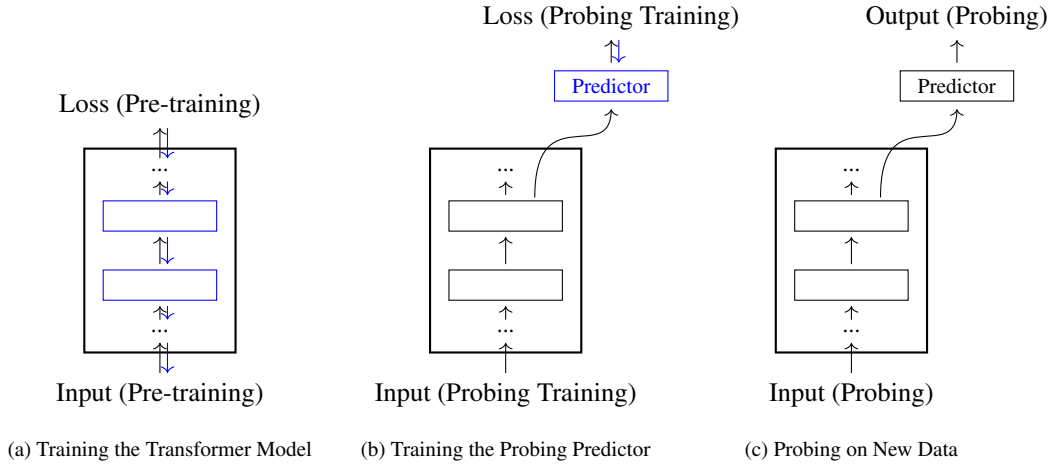 Loss (Probing Training)
Output (Probing)
Predictor
Predictor
Loss (Pre-training)
...
...
...
...
...
...
Input (Pre-training)
Input (Probing Training)
Input (Probing)
(a) Training the Transformer Model
(b) Training the Probing Predictor
(c) Probing on New Data